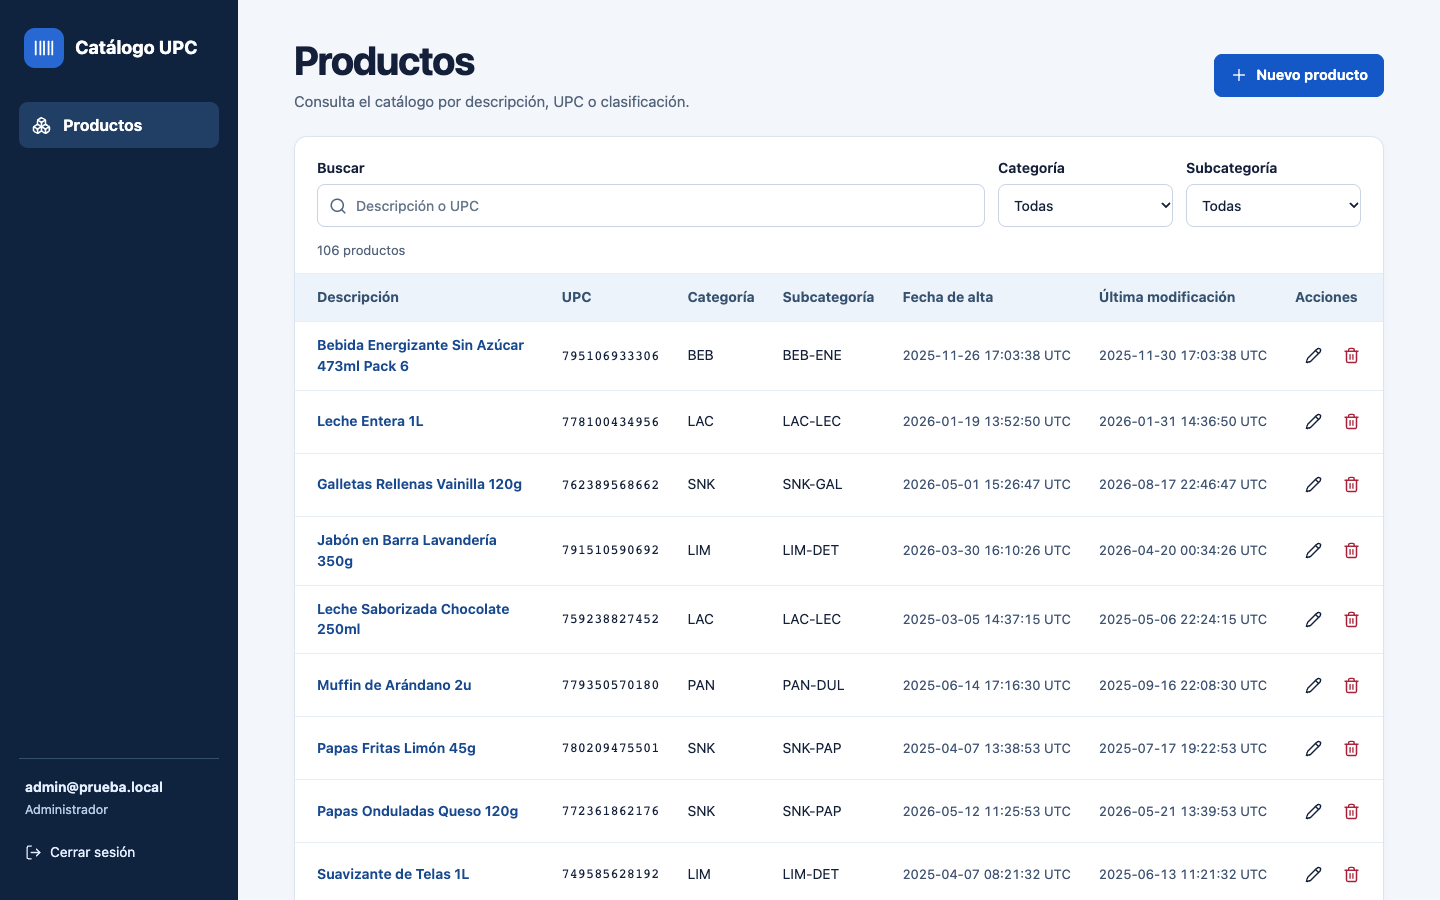 Catálogo UPC
Productos
admin@prueba.local
Administrador
Cerrar sesión
Productos
Consulta el catálogo por descripción, UPC o clasificación.
Nuevo producto
Buscar
Categoría
Subcategoría
Descripción o UPC
Todas
Todas
106 productos
Descripción UPC Categoría Subcategoría Fecha de alta Última modificación Acciones
Bebida Energizante Sin Azúcar
473ml Pack 6
795106933306 BEB BEB-ENE 2025-11-26 17:03:38 UTC 2025-11-30 17:03:38 UTC
Leche Entera 1L 778100434956 LAC LAC-LEC 2026-01-19 13:52:50 UTC 2026-01-31 14:36:50 UTC
Galletas Rellenas Vainilla 120g 762389568662 SNK SNK-GAL 2026-05-01 15:26:47 UTC 2026-08-17 22:46:47 UTC
Jabón en Barra Lavandería
350g
791510590692 LIM LIM-DET 2026-03-30 16:10:26 UTC 2026-04-20 00:34:26 UTC
Leche Saborizada Chocolate
250ml
759238827452 LAC LAC-LEC 2025-03-05 14:37:15 UTC 2025-05-06 22:24:15 UTC
Muffin de Arándano 2u 779350570180 PAN PAN-DUL 2025-06-14 17:16:30 UTC 2025-09-16 22:08:30 UTC
Papas Fritas Limón 45g 780209475501 SNK SNK-PAP 2025-04-07 13:38:53 UTC 2025-07-17 19:22:53 UTC
Papas Onduladas Queso 120g 772361862176 SNK SNK-PAP 2026-05-12 11:25:53 UTC 2026-05-21 13:39:53 UTC
Suavizante de Telas 1L 749585628192 LIM LIM-DET 2025-04-07 08:21:32 UTC 2025-06-13 11:21:32 UTC